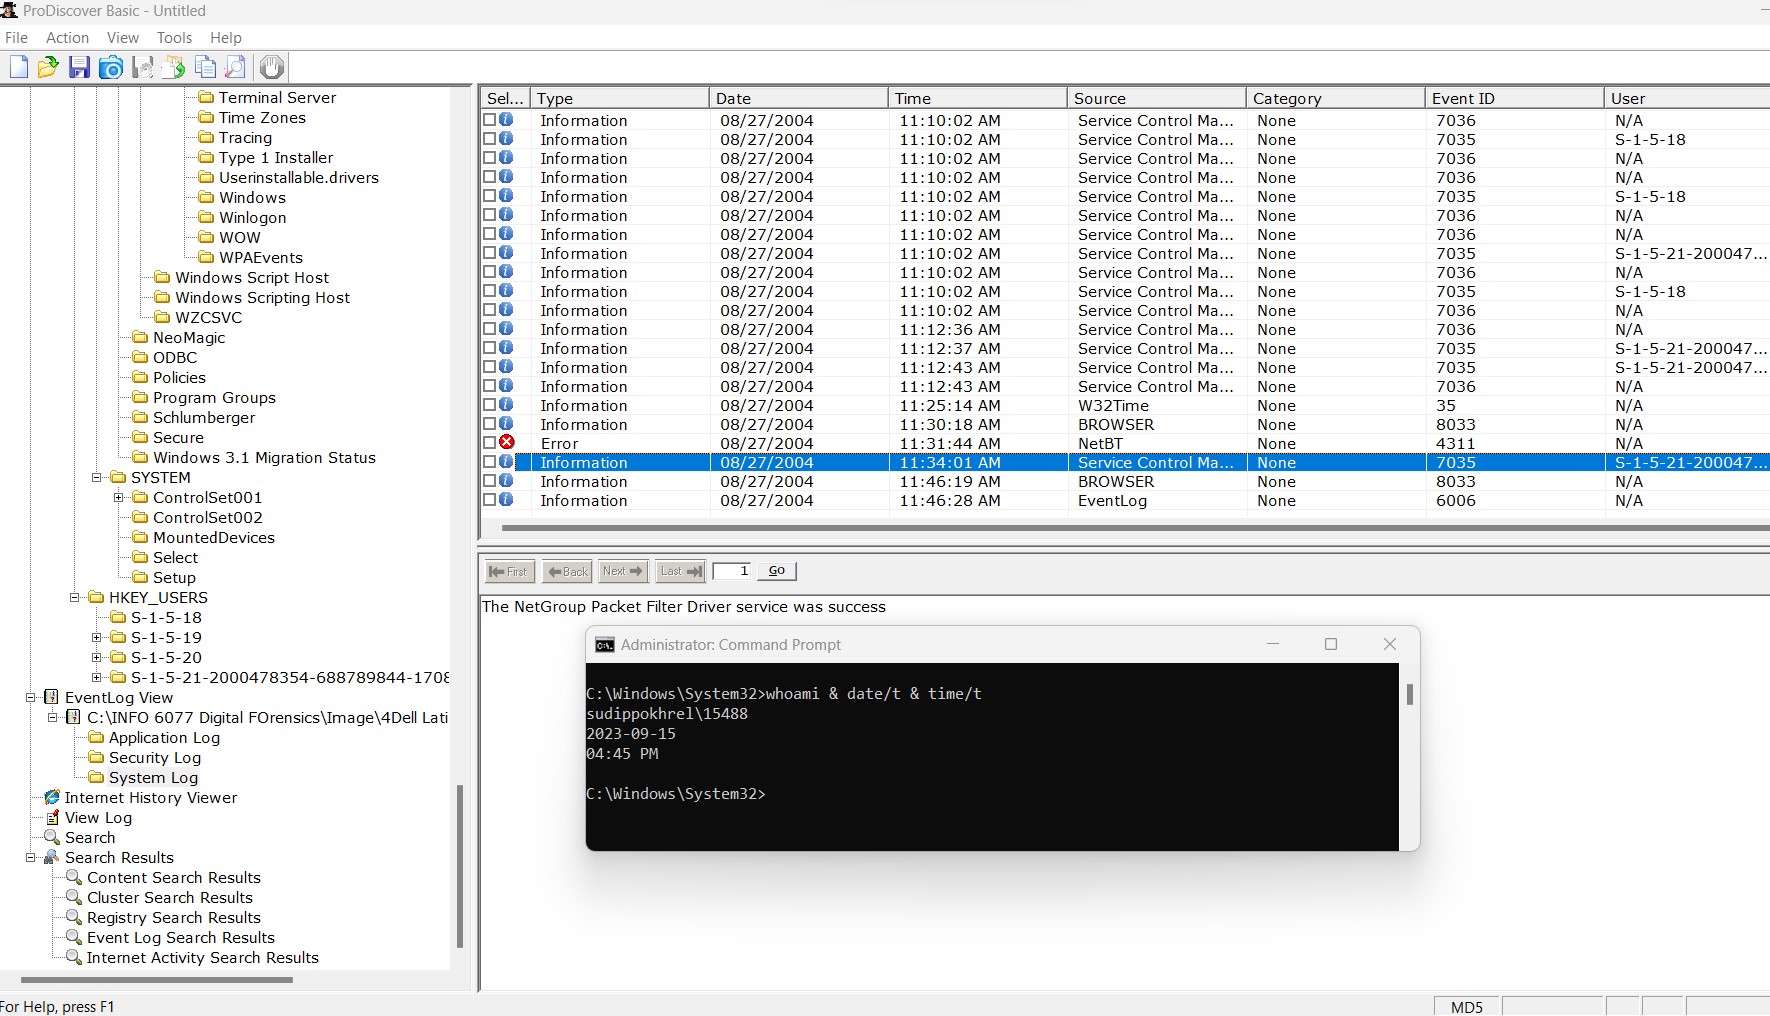 ProDiscover Basic - Untitled
File Action View Tools Help
Terminal Server
Time Zones
Tracing
Type 1 Installer
Userinstallable.drivers
Windows
Winlogon
WOW
WPAEvents
Windows Script Host
Windows Scripting Host
WZCSVC
NeoMagic
ODBC
Policies
Program Groups
Schlumberger
Secure
Windows 3.1 Migration Status
SYSTEM
ControlSet001
ControlSet002
MountedDevices
Select
Setup
HKEY_USERS
S-1-5-18
S-1-5-19
S-1-5-20
S-1-5-21-2000478354-688789844-1708
EventLog View
C:\INFO 6077 Digital FOrensics\Image\4Dell Lati
Application Log
Security Log
System Log
Internet History Viewer
View Log
Search
Search Results
Content Search Results
Cluster Search Results
Registry Search Results
Event Log Search Results
Internet Activity Search Results
Sel... Type Date Time Source Category Event ID User
Information 08/27/2004 11:10:02 AM Service Control Ma... None 7036 N/A
Information 08/27/2004 11:10:02 AM Service Control Ma... None 7035 S-1-5-18
Information 08/27/2004 11:10:02 AM Service Control Ma... None 7036 N/A
Information 08/27/2004 11:10:02 AM Service Control Ma... None 7036 N/A
Information 08/27/2004 11:10:02 AM Service Control Ma... None 7035 S-1-5-18
Information 08/27/2004 11:10:02 AM Service Control Ma... None 7036 N/A
Information 08/27/2004 11:10:02 AM Service Control Ma... None 7036 N/A
Information 08/27/2004 11:10:02 AM Service Control Ma... None 7035 S-1-5-21-200047...
Information 08/27/2004 11:10:02 AM Service Control Ma... None 7036 N/A
Information 08/27/2004 11:10:02 AM Service Control Ma... None 7035 S-1-5-18
Information 08/27/2004 11:10:02 AM Service Control Ma... None 7036 N/A
Information 08/27/2004 11:12:36 AM Service Control Ma... None 7036 N/A
Information 08/27/2004 11:12:37 AM Service Control Ma... None 7035 S-1-5-21-200047...
Information 08/27/2004 11:12:43 AM Service Control Ma... None 7035 S-1-5-21-200047...
Information 08/27/2004 11:12:43 AM Service Control Ma... None 7036 N/A
Information 08/27/2004 11:25:14 AM W32Time None 35 N/A
Information 08/27/2004 11:30:18 AM BROWSER None 8033 N/A
Error 08/27/2004 11:31:44 AM NetBT None 4311 N/A
Information 08/27/2004 11:34:01 AM Service Control Ma... None 7035 S-1-5-21-200047...
Information 08/27/2004 11:46:19 AM BROWSER None 8033 N/A
Information 08/27/2004 11:46:28 AM EventLog None 6006 N/A
First Back Next Last 1 Go
The NetGroup Packet Filter Driver service was success
Administrator: Command Prompt
C:\Windows\System32>whoami & date/t & time/t
sudippokhrel\15488
2023-09-15
04:45 PM
C:\Windows\System32>
For Help, press F1
MD5